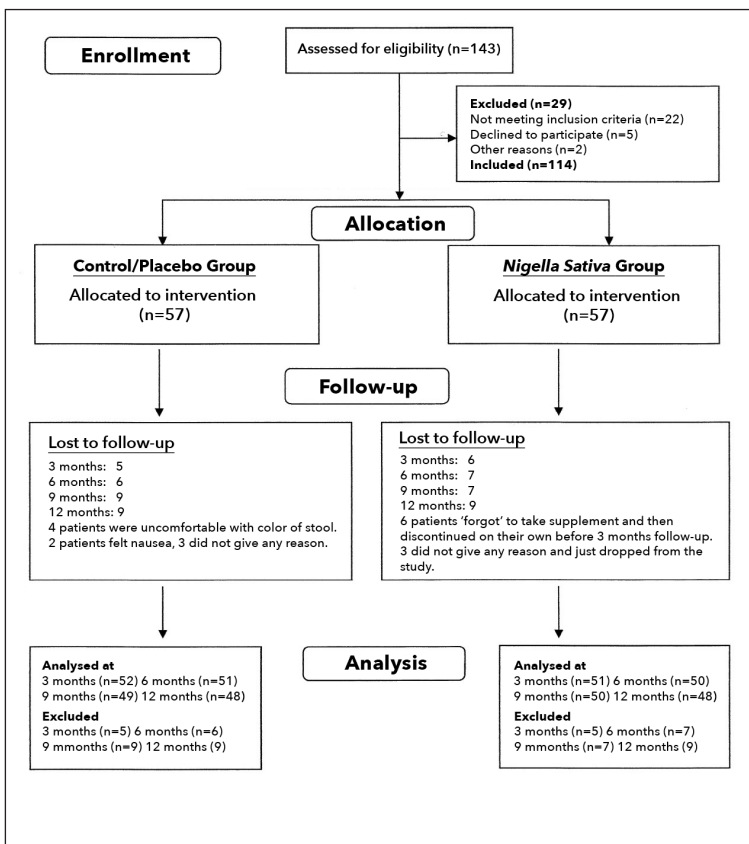 Enrollment
Assessed for eligibility (n=143)
Excluded (n=29)
Not meeting inclusion criteria (n=22)
Declined to participate (n=5)
Other reasons (n=2)
Included (n=114)
Allocation
Control/Placebo Group
Allocated to intervention
(n=57)
Nigella Sativa Group
Allocated to intervention
(n=57)
Follow-up
Lost to follow-up
3 months: 5
6 months: 6
9 months: 9
12 months: 9
4 patients were uncomfortable with color of stool.
2 patients felt nausea, 3 did not give any reason.
Lost to follow-up
3 months: 6
6 months: 7
9 months: 7
12 months: 9
6 patients ‘forgot’ to take supplement and then
discontinued on their own before 3 months follow-up.
3 did not give any reason and just dropped from the
study.
Analysis
Analysed at
3 months (n=52) 6 months (n=51)
9 months (n=49) 12 months (n=48)
Excluded
3 months (n=5) 6 months (n=6)
9 mmonths (n=9) 12 months (9)
Analysed at
3 months (n=51) 6 months (n=50)
9 months (n=50) 12 months (n=48)
Excluded
3 months (n=5) 6 months (n=7)
9 mmonths (n=7) 12 months (9)